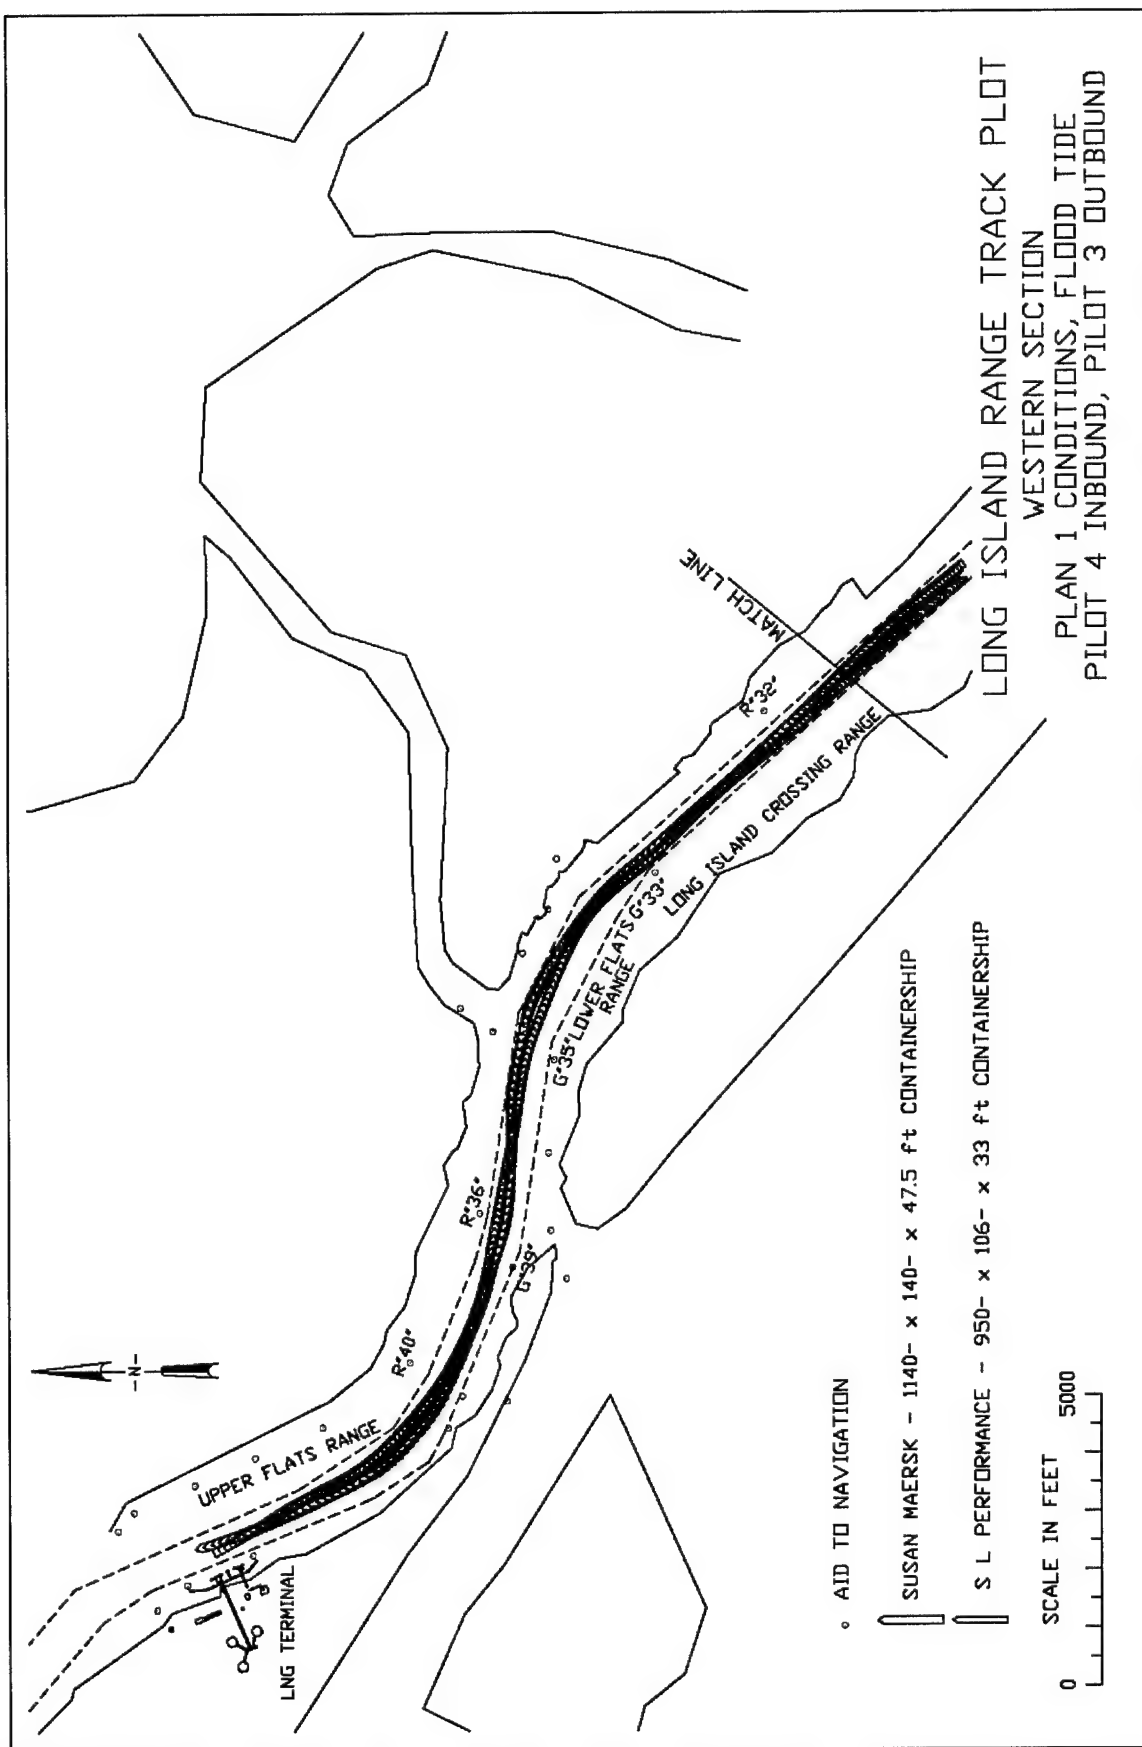 LONG ISLAND RANGE TRACK PLOT
WESTERN SECTION
PLAN 1 CONDITIONS, FLOOD TIDE
PILOT 4 INBOUND, PILOT 3 OUTBOUND
MATCH LINE
R"32"
LONG ISLAND CROSSING RANGE
G"33"
LOWER FLATS
RANGE
G"35"
R"36"
G"39"
R"40"
UPPER FLATS RANGE
LNG TERMINAL
-N-
AID TO NAVIGATION
SUSAN MAERSK - 1140- x 140- x 47.5 ft CONTAINERSHIP
S L PERFORMANCE - 950- x 106- x 33 ft CONTAINERSHIP
SCALE IN FEET
0 5000